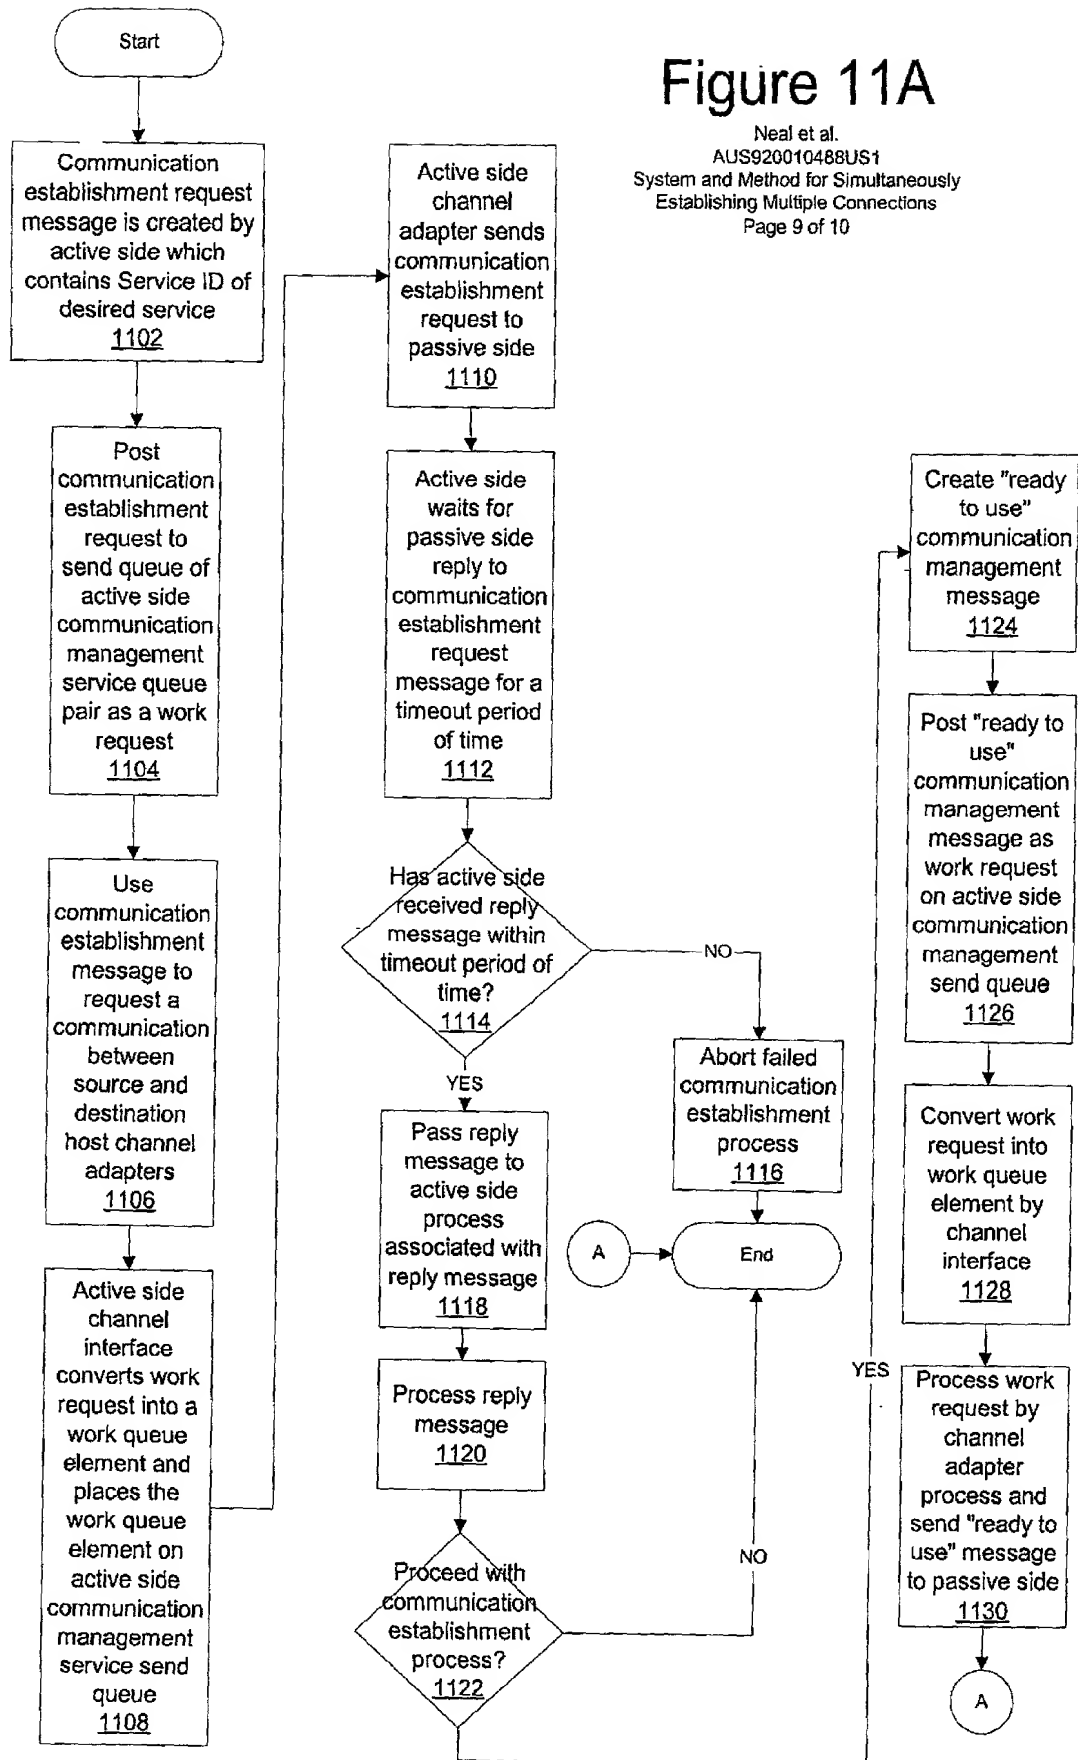 Start
Figure 11A
Neal et al.
AUS920010488US1
System and Method for Simultaneously
Establishing Multiple Connections
Page 9 of 10
Communication
establishment request
message is created by
active side which
contains Service ID of
desired service
1102
Post
communication
establishment
request to
send queue of
active side
communication
management
service queue
pair as a work
request
1104
Use
communication
establishment
message to
request a
communication
between
source and
destination
host channel
adapters
1106
Active side
channel
interface
converts work
request into a
work queue
element and
places the
work queue
element on
active side
communication
management
service send
queue
1108
Active side
channel
adapter sends
communication
establishment
request to
passive side
1110
Active side
waits for
passive side
reply to
communication
establishment
request
message for a
timeout period
of time
1112
Has active side
received reply
message within
timeout period of
time?
1114
NO
YES
Abort failed
communication
establishment
process
1116
Pass reply
message to
active side
process
associated with
reply message
1118
A
End
Process reply
message
1120
Proceed with
communication
establishment
process?
1122
NO
YES
Create "ready
to use"
communication
management
message
1124
Post "ready to
use"
communication
management
message as
work request
on active side
communication
management
send queue
1126
Convert work
request into
work queue
element by
channel
interface
1128
Process work
request by
channel
adapter
process and
send "ready to
use" message
to passive side
1130
A